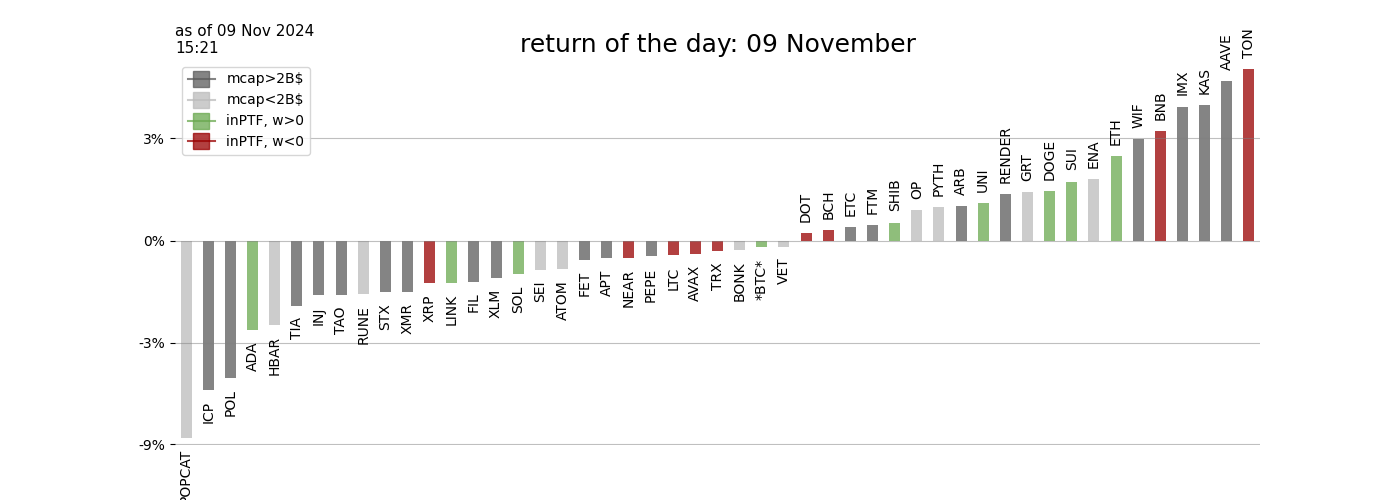 as of 09 Nov 2024
15:21
return of the day: 09 November
mcap>2B$
mcap<2B$
inPTF, w>0
inPTF, w<0
3%
0%
-3%
-9%
POPCAT
ICP
POL
ADA
HBAR
TIA
INJ
TAO
RUNE
STX
XMR
XRP
LINK
FIL
XLM
SOL
SEI
ATOM
FET
APT
NEAR
PEPE
LTC
AVAX
TRX
BONK
*BTC*
VET
DOT
BCH
ETC
FTM
SHIB
OP
PYTH
ARB
UNI
RENDER
GRT
DOGE
SUI
ENA
ETH
WIF
BNB
IMX
KAS
AAVE
TON